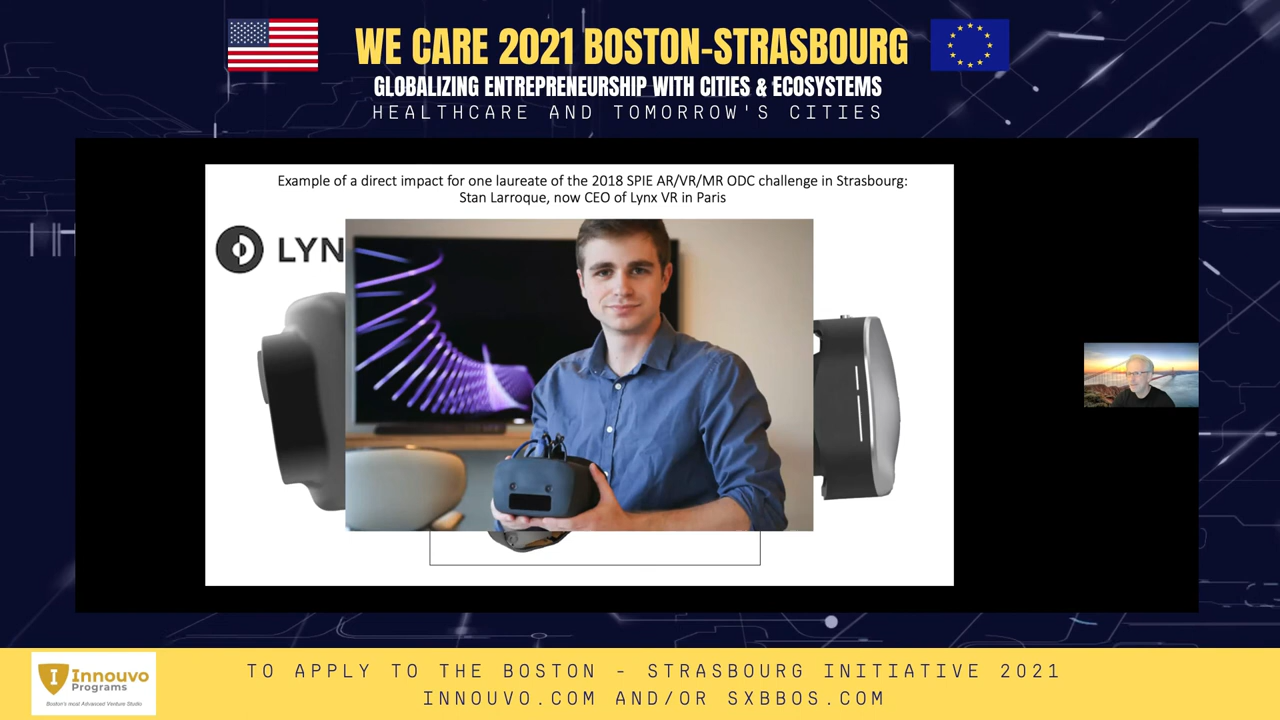 WE CARE 2021 BOSTON-STRASBOURG
GLOBALIZING ENTREPRENEURSHIP WITH CITIES & ECOSYSTEMS
HEALTHCARE AND TOMORROW'S CITIES
Example of a direct impact for one laureate of the 2018 SPIE AR/VR/MR ODC challenge in Strasbourg:
Stan Larroque, now CEO of Lynx VR in Paris
LYN
TO APPLY TO THE BOSTON - STRASBOURG INITIATIVE 2021
INNOUVO.COM AND/OR SXBBOS.COM
I Innouvo
Programs
Boston's most Advanced Venture Studio